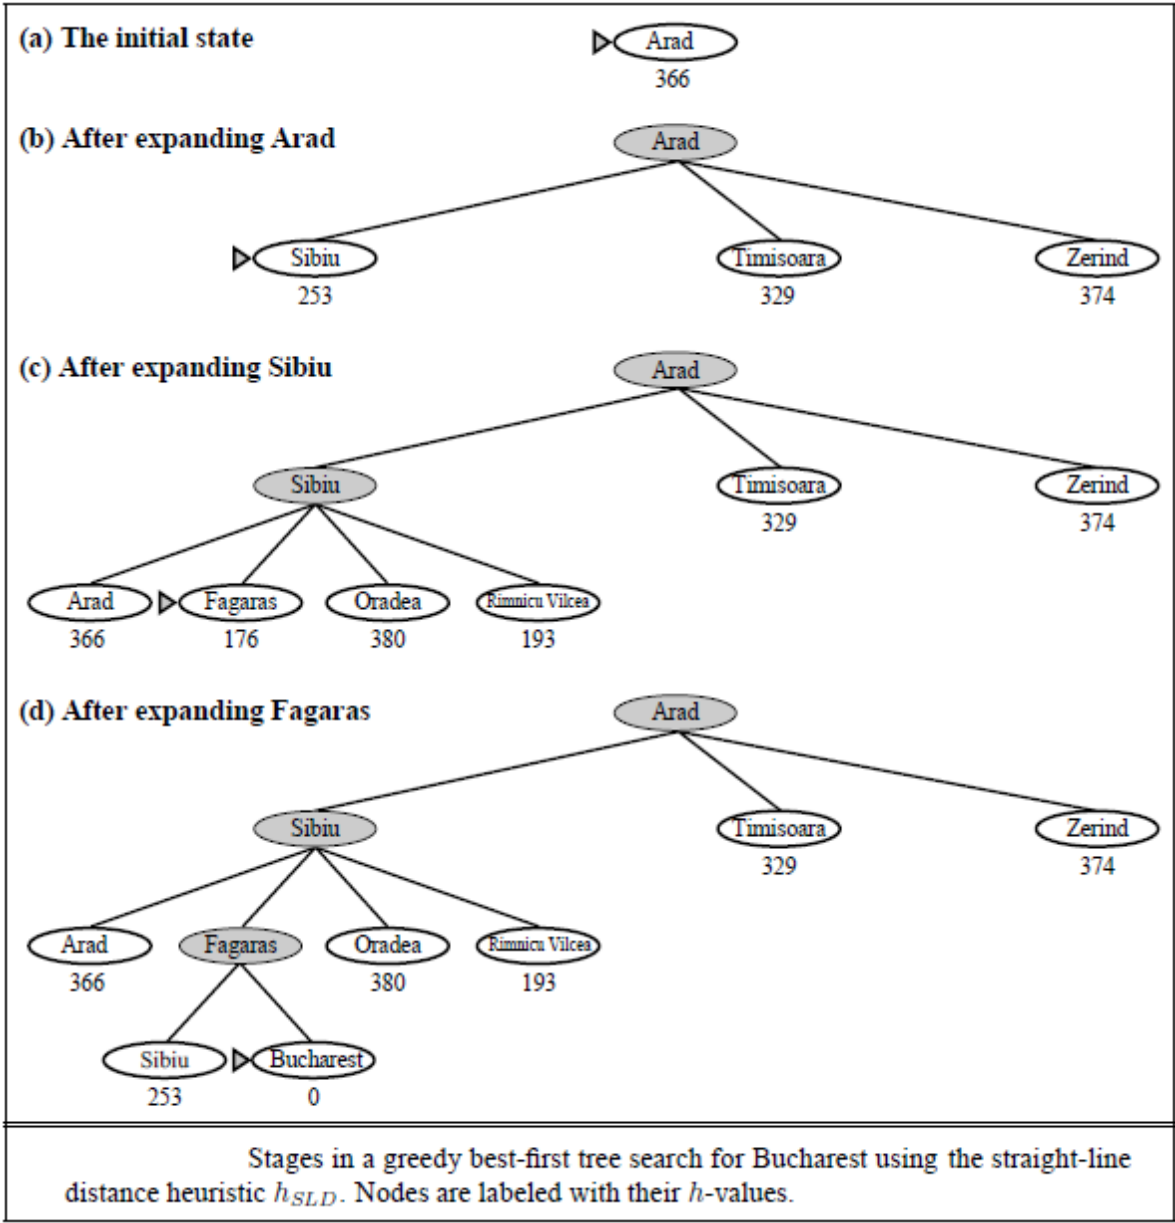 (a) The initial state
Arad
366
(b) After expanding Arad
Arad
Sibiu Timisoara Zerind
253 329 374
(c) After expanding Sibiu
Arad
Sibiu Timisoara Zerind
329 374
Arad Fagaras Oradea Rimnicu Vilcea
366 176 380 193
(d) After expanding Fagaras
Arad
Sibiu Timisoara Zerind
329 374
Arad Fagaras Oradea Rimnicu Vilcea
366 380 193
Sibiu Bucharest
253 0
Stages in a greedy best-first tree search for Bucharest using the straight-line
distance heuristic hSLD. Nodes are labeled with their h-values.